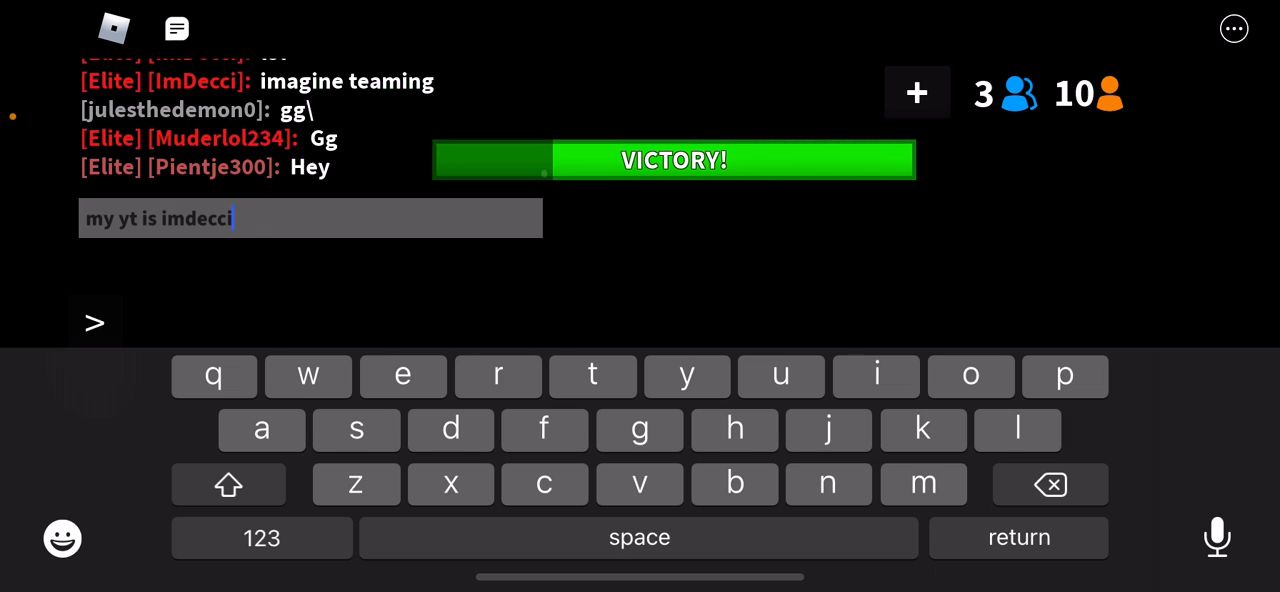 [Elite] [ImDecci]: imagine teaming
[julesthedemon0]: gg\
[Elite] [Muderlol234]: Gg
[Elite] [Pientje300]: Hey
my yt is imdecci
>
+
3 10
VICTORY!
q w e r t y u i o p
a s d f g h j k l
z x c v b n m
123 space return